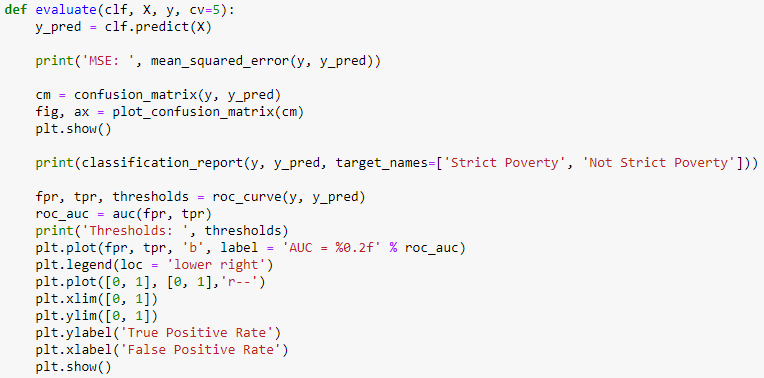 def evaluate(clf, X, y, cv=5):
    y_pred = clf.predict(X)
    print('MSE: ', mean_squared_error(y, y_pred))
    cm = confusion_matrix(y, y_pred)
    fig, ax = plot_confusion_matrix(cm)
    plt.show()
    print(classification_report(y, y_pred, target_names=['Strict Poverty', 'Not Strict Poverty']))
    fpr, tpr, thresholds = roc_curve(y, y_pred)
    roc_auc = auc(fpr, tpr)
    print('Thresholds: ', thresholds)
    plt.plot(fpr, tpr, 'b', label = 'AUC = %0.2f' % roc_auc)
    plt.legend(loc = 'lower right')
    plt.plot([0, 1], [0, 1],'r--')
    plt.xlim([0, 1])
    plt.ylim([0, 1])
    plt.ylabel('True Positive Rate')
    plt.xlabel('False Positive Rate')
    plt.show()